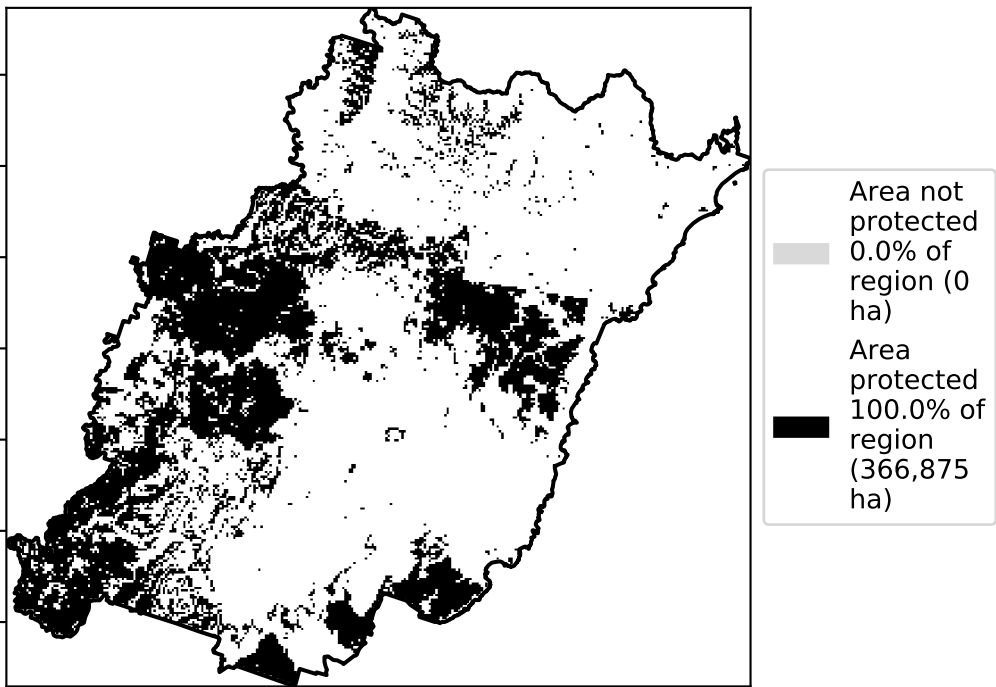 Area not
protected
0.0% of
region (0
ha)
Area
protected
100.0% of
region
(366,875
ha)